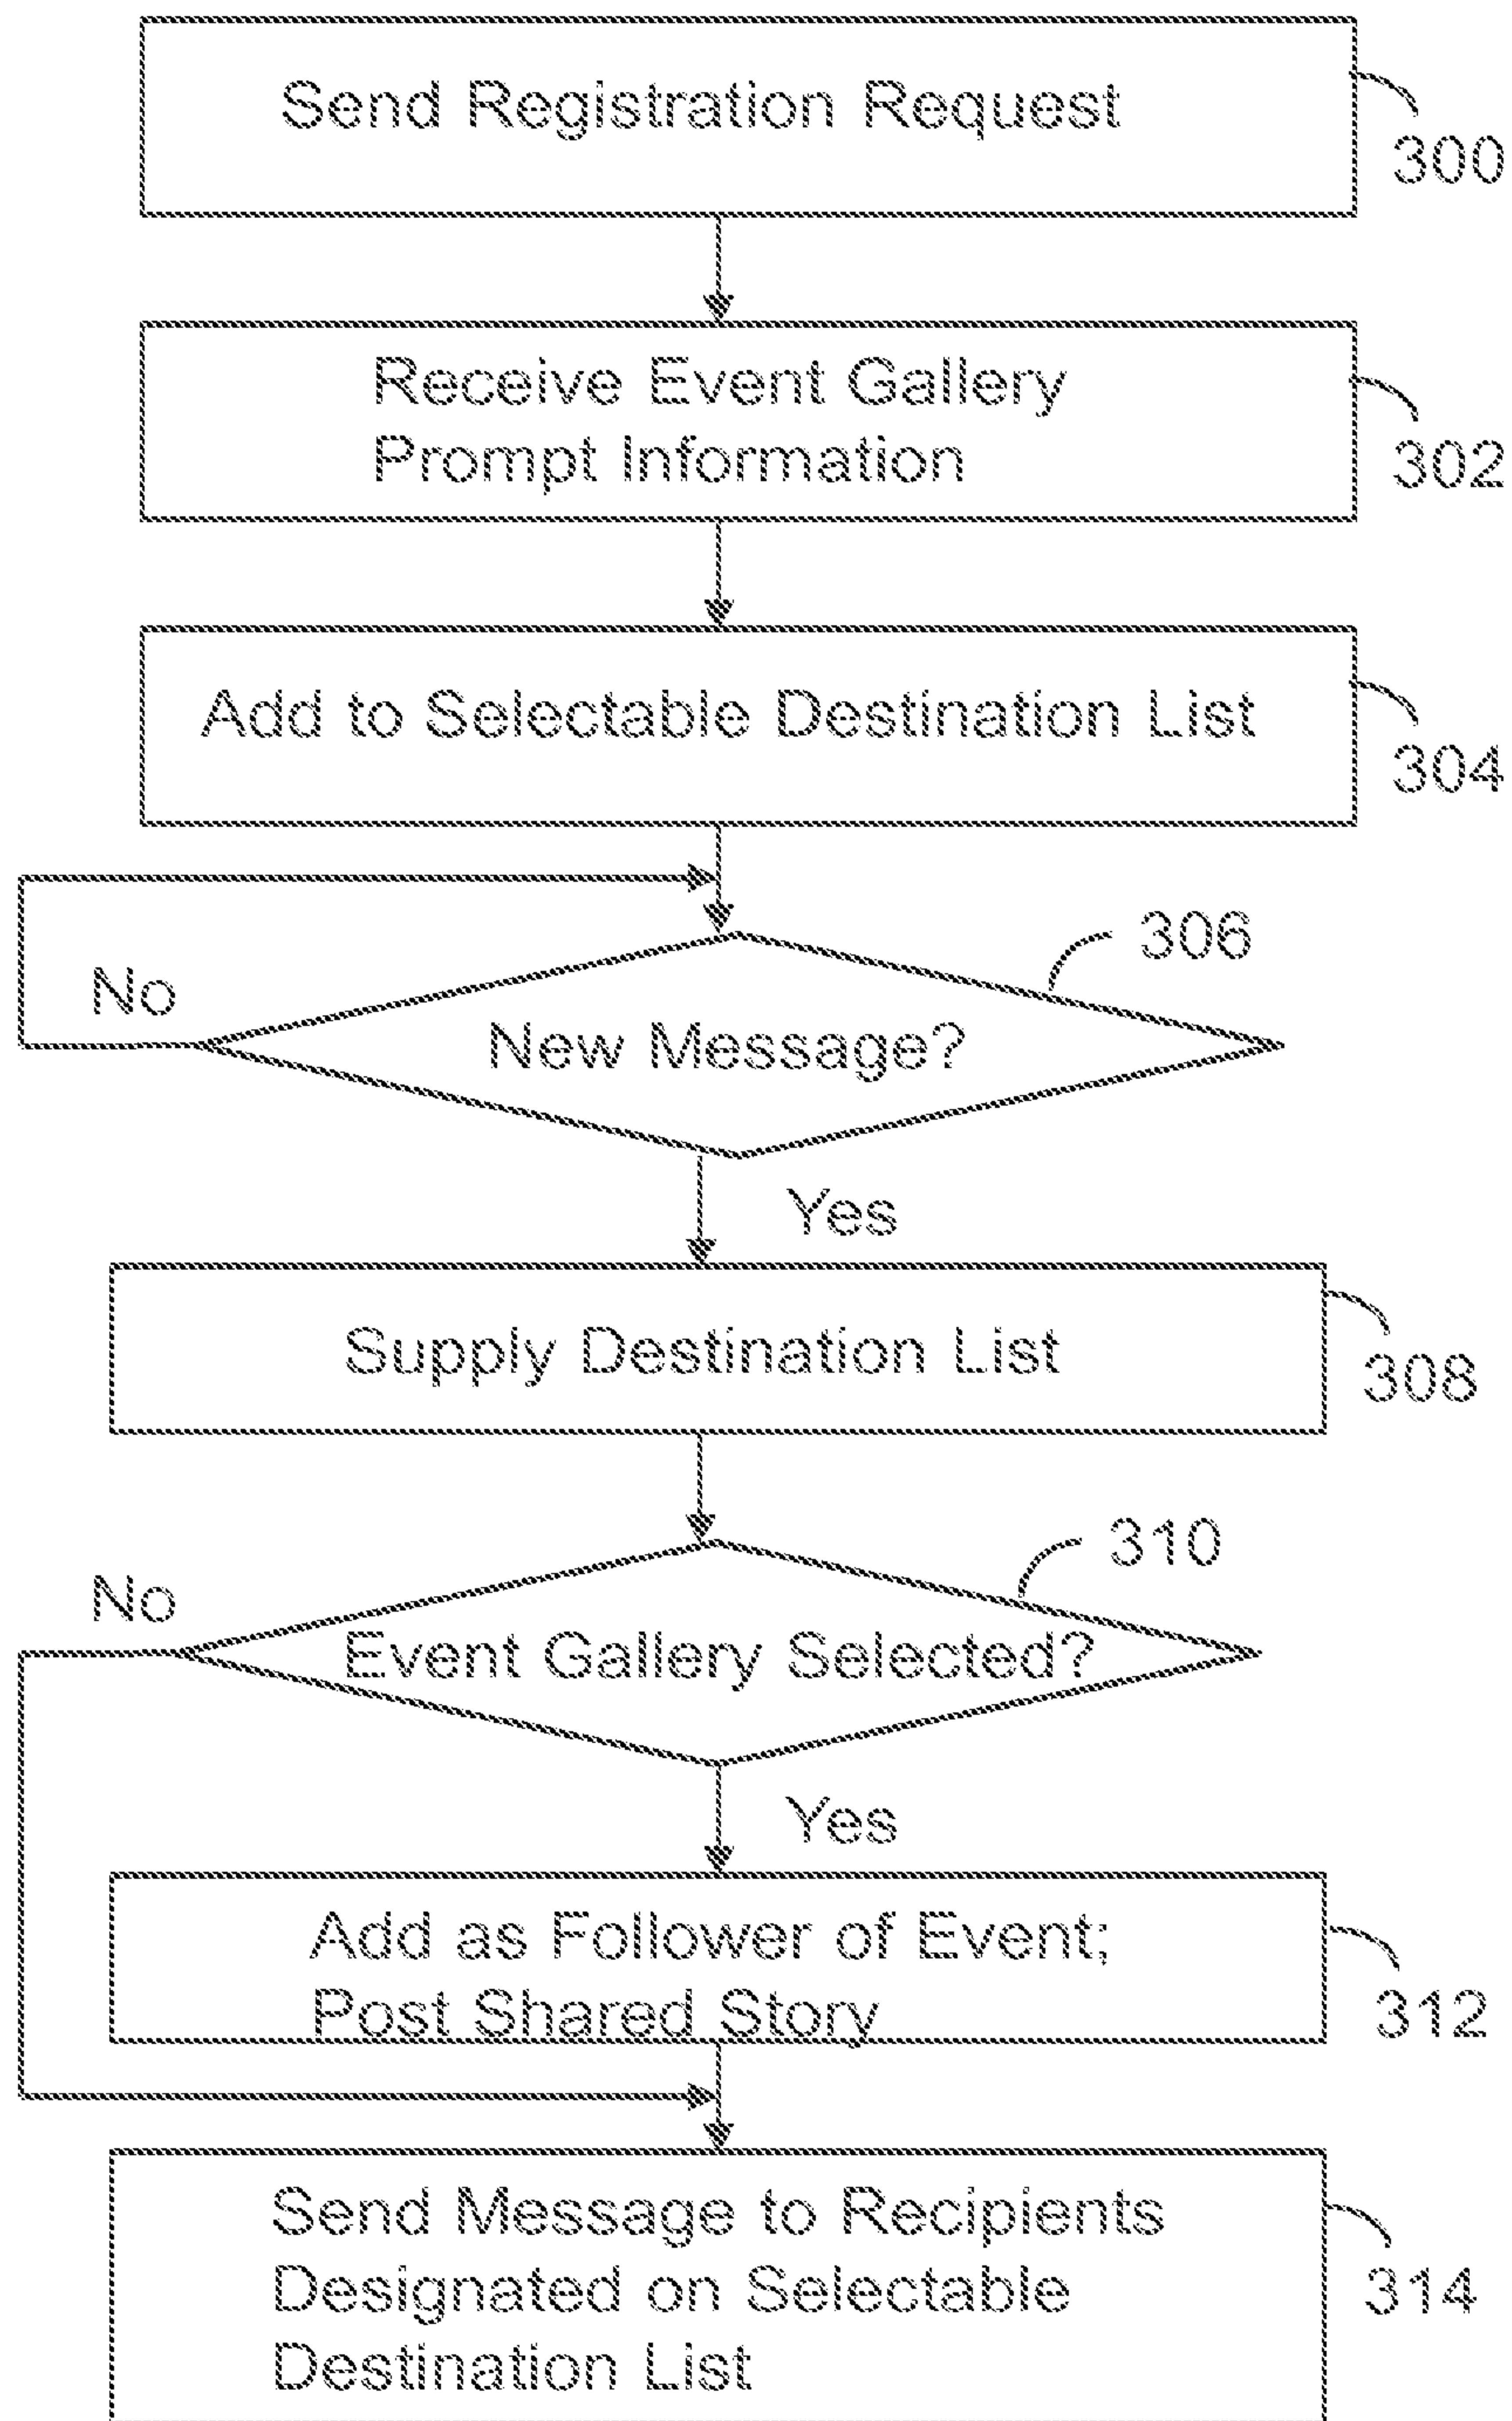 Send Registration Request
300
Receive Event Gallery
Prompt Information
302
Add to Selectable Destination List
304
306
No
New Message?
Yes
Supply Destination List
308
310
No
Event Gallery Selected?
Yes
Add as Follower of Event;
Post Shared Story
312
Send Message to Recipients
Designated on Selectable
Destination List
314